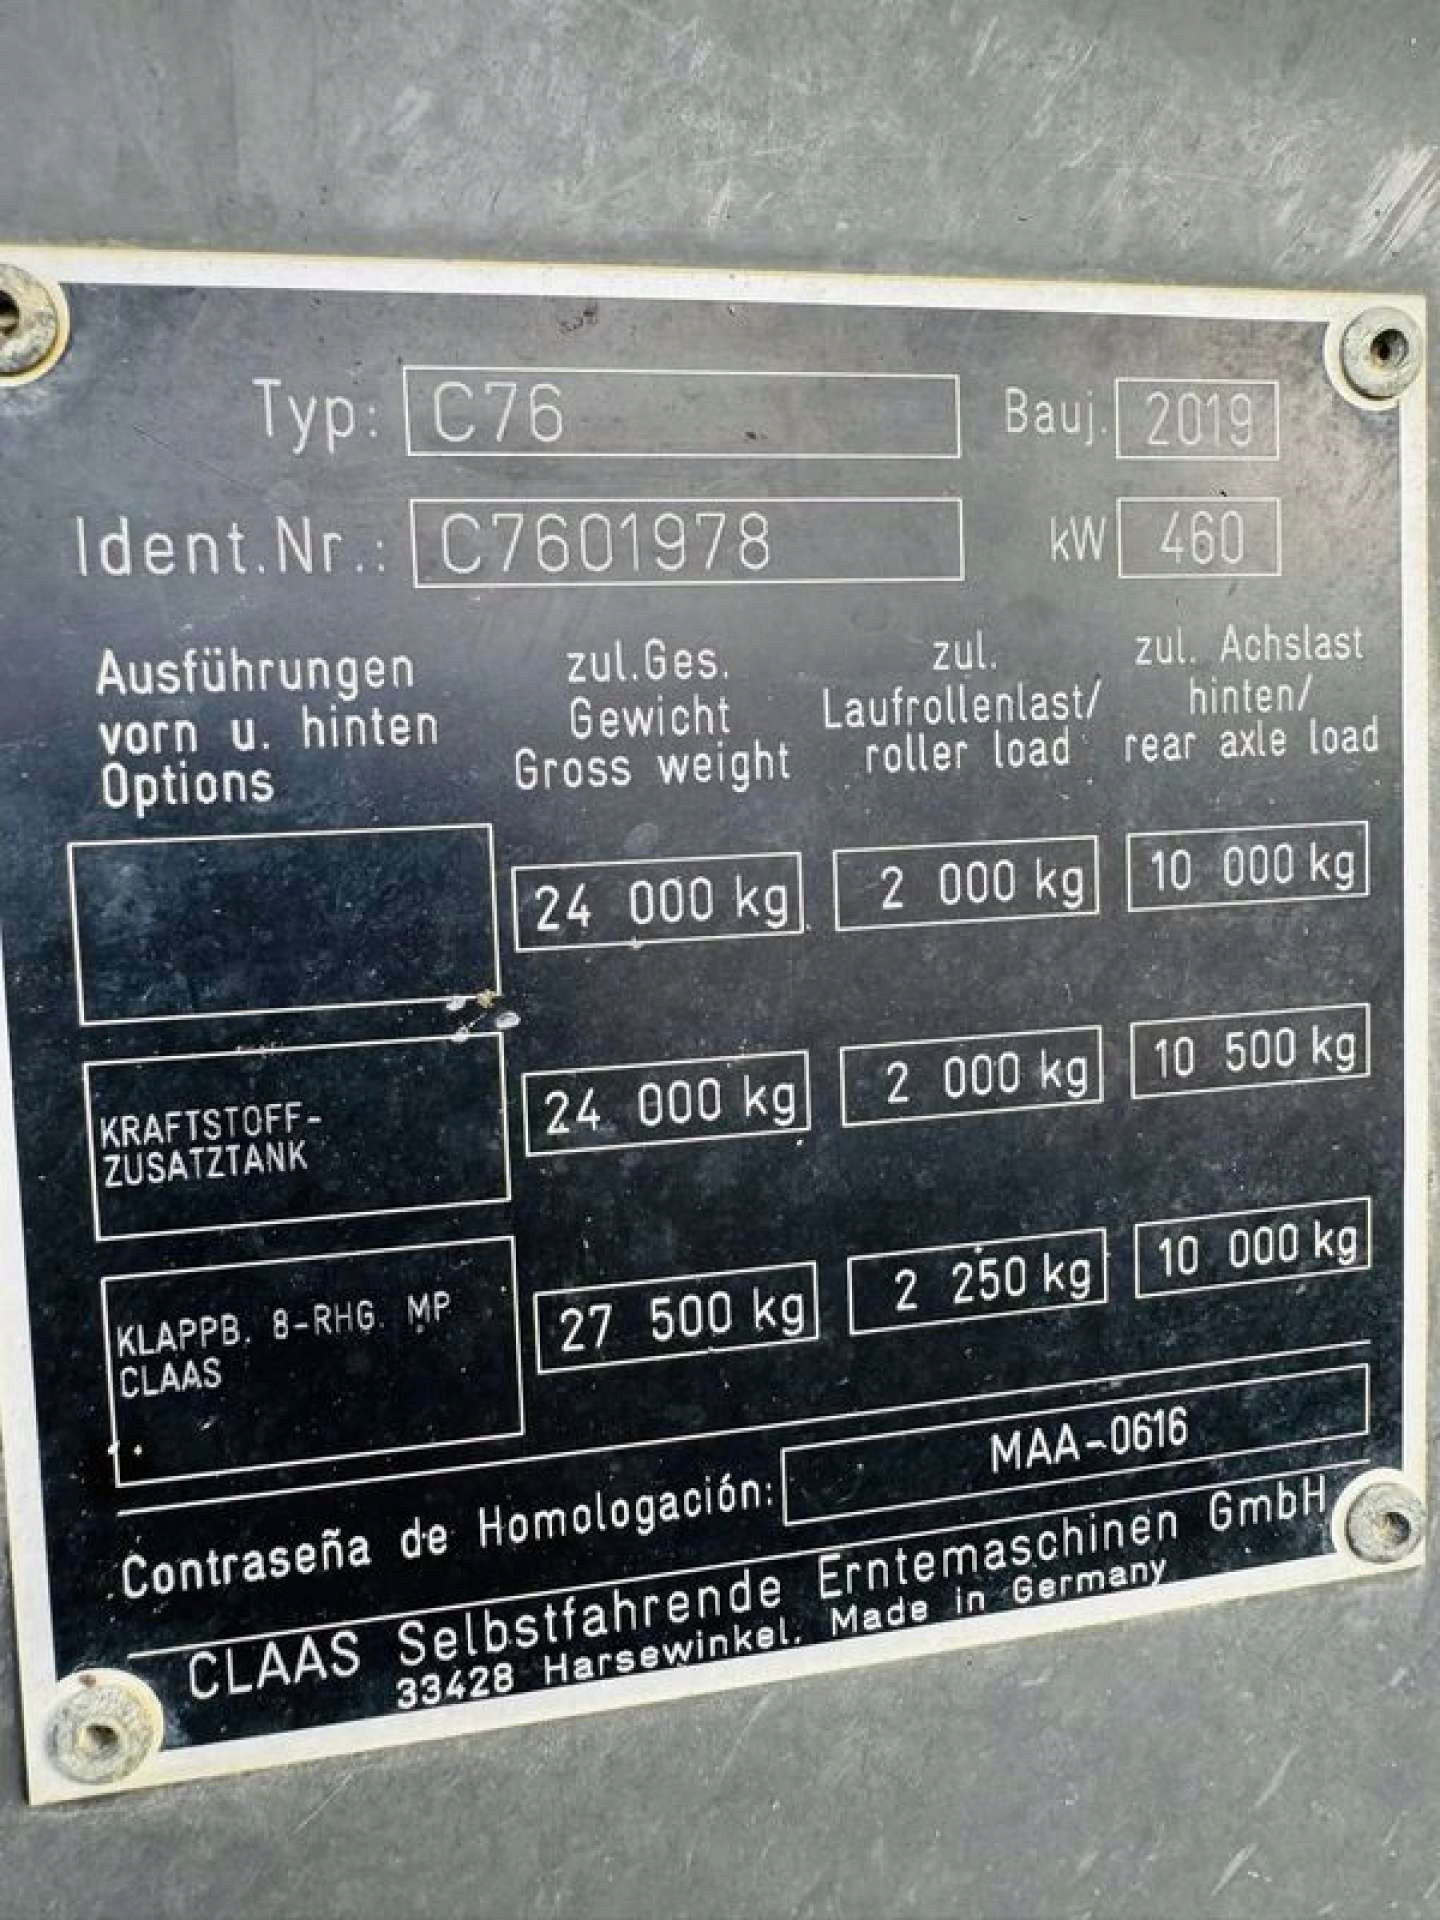 Typ: C76 Bauj. 2019
Ident.Nr.: C7601978 kW 460
Ausführungen
vorn u. hinten
Options
zul.Ges.
Gewicht
Gross weight
zul.
Laufrollenlast/
roller load
zul. Achslast
hinten/
rear axle load
24 000 kg 2 000 kg 10 000 kg
KRAFTSTOFF-
ZUSATZTANK
24 000 kg 2 000 kg 10 500 kg
KLAPPB. 8-RHG. MP
CLAAS
27 500 kg 2 250 kg 10 000 kg
Contraseña de Homologación: MAA-0616
CLAAS Selbstfahrende Erntemaschinen GmbH
33428 Harsewinkel. Made in Germany